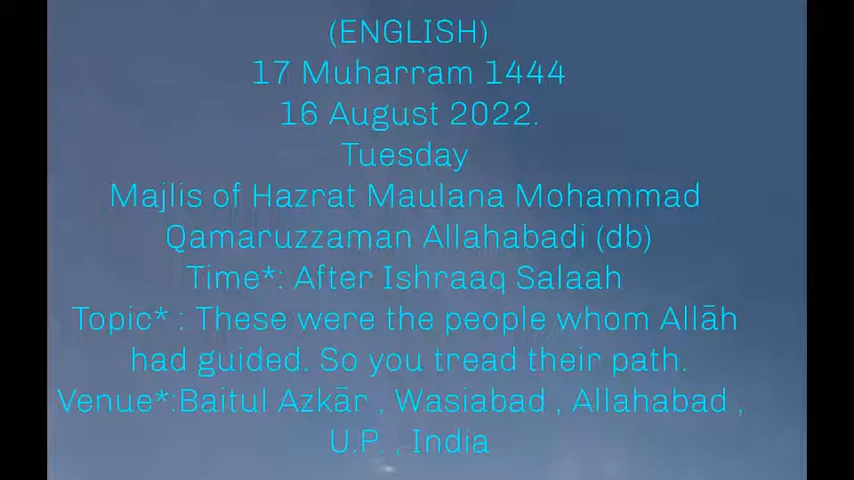 (ENGLISH)
17 Muharram 1444
16 August 2022.
Tuesday
Majlis of Hazrat Maulana Mohammad
Qamaruzzaman Allahabadi (db)
Time*: After Ishraaq Salaah
Topic* : These were the people whom Allāh
had guided. So you tread their path.
Venue*:Baitul Azkār , Wasiabad , Allahabad ,
U.P. , India